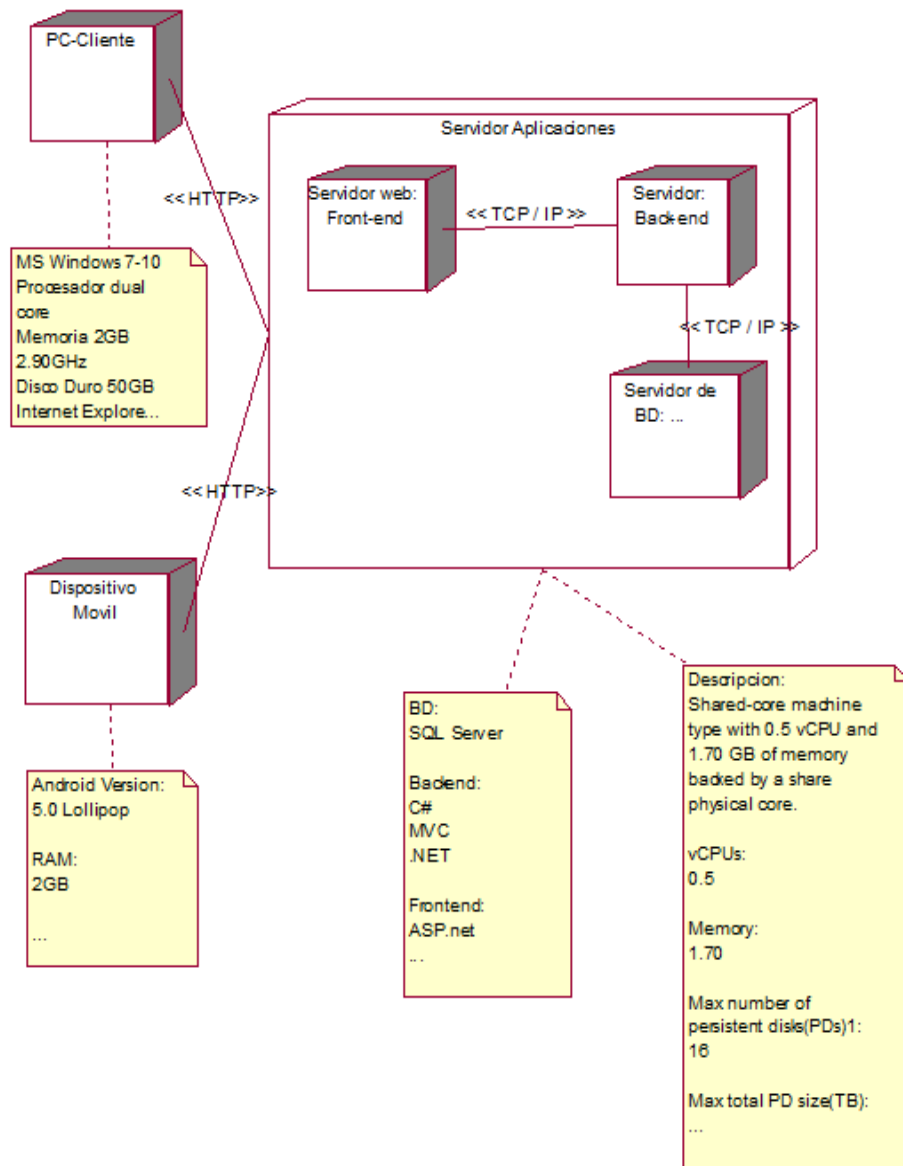 PC-Cliente
Servidor Aplicaciones
<<HTTP>>
Servidor web:
Front-end
<< TCP / IP >>
Servidor:
Backend
MS Windows 7-10
Procesador dual
core
Memoria 2GB
2.90GHz
Disco Duro 50GB
Internet Explore...
<< TCP / IP >>
Servidor de
BD: ...
<<HTTP>>
Dispositivo
Movil
Android Version:
5.0 Lollipop
RAM:
2GB
...
BD:
SQL Server
Backend:
C#
MVC
.NET
Frontend:
ASP.net
...
Descripcion:
Shared-core machine
type with 0.5 vCPU and
1.70 GB of memory
backed by a share
physical core.
vCPUs:
0.5
Memory:
1.70
Max number of
persistent disks(PDs)1:
16
Max total PD size(TB):
...